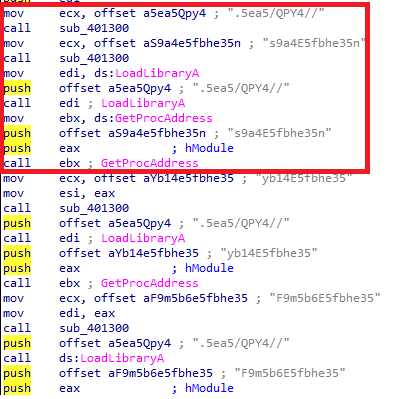 mov ecx, offset a5ea5Qpy4 ; ".5ea5/QPY4//"
call sub_401300
mov ecx, offset aS9a4e5fbhe35n ; "s9a4E5fbhe35n"
call sub_401300
mov edi, ds:LoadLibraryA
push offset a5ea5Qpy4 ; ".5ea5/QPY4//"
call edi ; LoadLibraryA
mov ebx, ds:GetProcAddress
push offset aS9a4e5fbhe35n ; "s9a4E5fbhe35n"
push eax ; hModule
call ebx ; GetProcAddress
mov ecx, offset aYb14e5fbhe35 ; "yb14E5fbhe35"
mov esi, eax
call sub_401300
push offset a5ea5Qpy4 ; ".5ea5/QPY4//"
call edi ; LoadLibraryA
push offset aYb14e5fbhe35 ; "yb14E5fbhe35"
push eax ; hModule
call ebx ; GetProcAddress
mov ecx, offset aF9m5b6e5fbhe35 ; "F9m5b6E5fbhe35"
mov edi, eax
call sub_401300
push offset a5ea5Qpy4 ; ".5ea5/QPY4//"
call ds:LoadLibraryA
push offset aF9m5b6e5fbhe35 ; "F9m5b6E5fbhe35"
push eax ; hModule